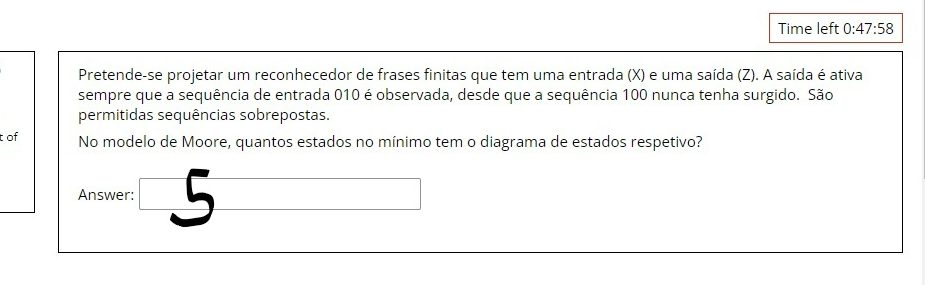 Time left 0:47:58
t of
Pretende-se projetar um reconhecedor de frases finitas que tem uma entrada (X) e uma saída (Z). A saída é ativa
sempre que a sequência de entrada 010 é observada, desde que a sequência 100 nunca tenha surgido. São
permitidas sequências sobrepostas.
No modelo de Moore, quantos estados no mínimo tem o diagrama de estados respetivo?
Answer: 5